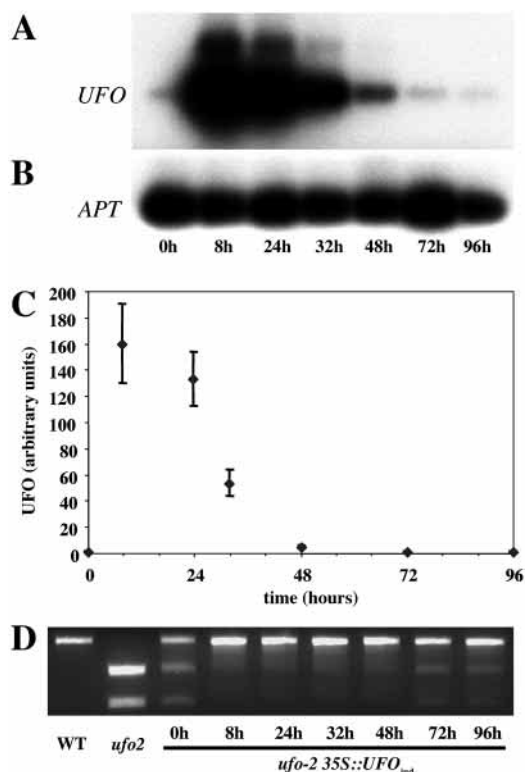 A
UFO
B
APT
0h 8h 24h 32h 48h 72h 96h
C
UFO (arbitrary units)
200
180
160
140
120
100
80
60
40
20
0
0 24 48 72 96
time (hours)
D
WT ufo2 0h 8h 24h 32h 48h 72h 96h
ufo-2 35S::UFO